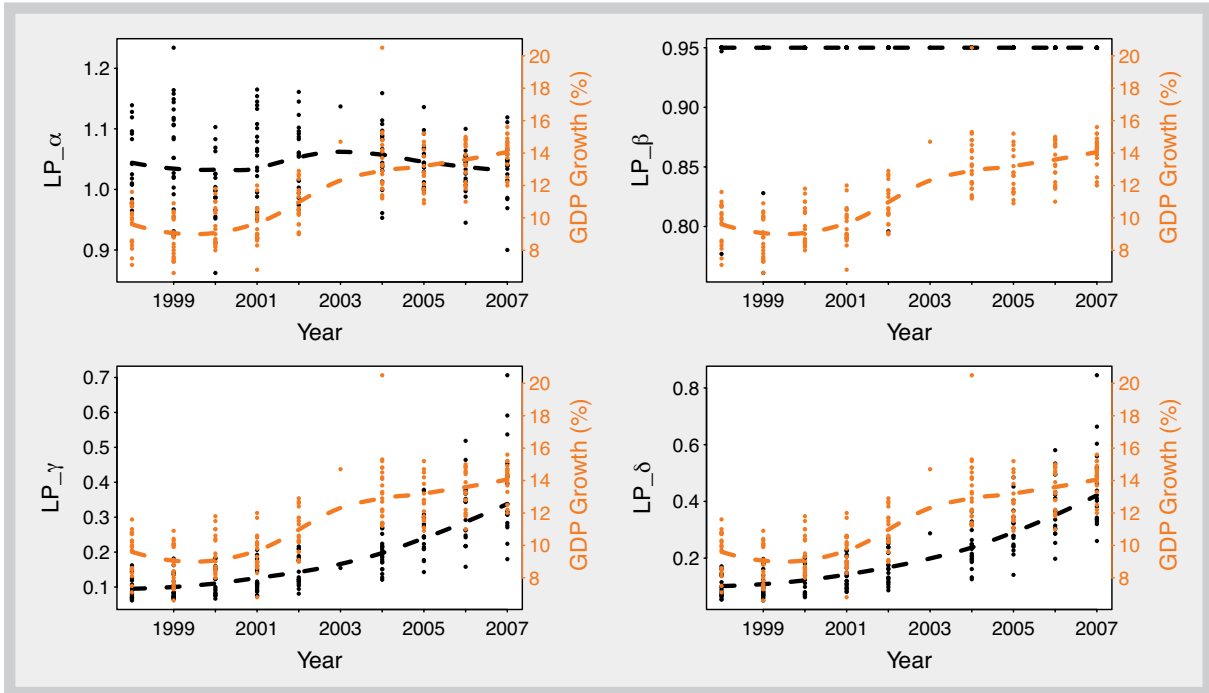 LP_α
1.2
1.1
1.0
0.9
20
18
16
14
12
10
8
GDP Growth (%)
1999 2001 2003 2005 2007
Year
LP_β
0.95
0.90
0.85
0.80
20
18
16
14
12
10
8
GDP Growth (%)
1999 2001 2003 2005 2007
Year
LP_γ
0.7
0.6
0.5
0.4
0.3
0.2
0.1
20
18
16
14
12
10
8
GDP Growth (%)
1999 2001 2003 2005 2007
Year
LP_δ
0.8
0.6
0.4
0.2
20
18
16
14
12
10
8
GDP Growth (%)
1999 2001 2003 2005 2007
Year